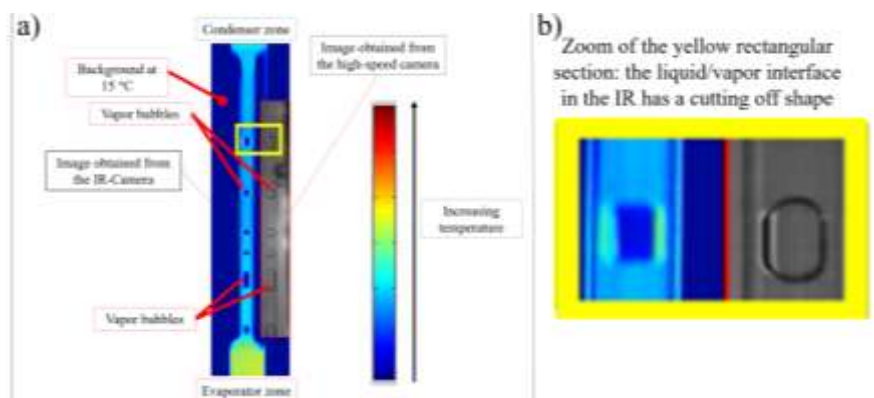 a)
Condenser zone
Background at
15 °C
Vapor bubbles
Image obtained from
the IR-Camera
Vapor bubbles
Evaporator zone
Image obtained from
the high-speed camera
Increasing
temperature
b)
Zoom of the yellow rectangular
section: the liquid/vapor interface
in the IR has a cutting off shape